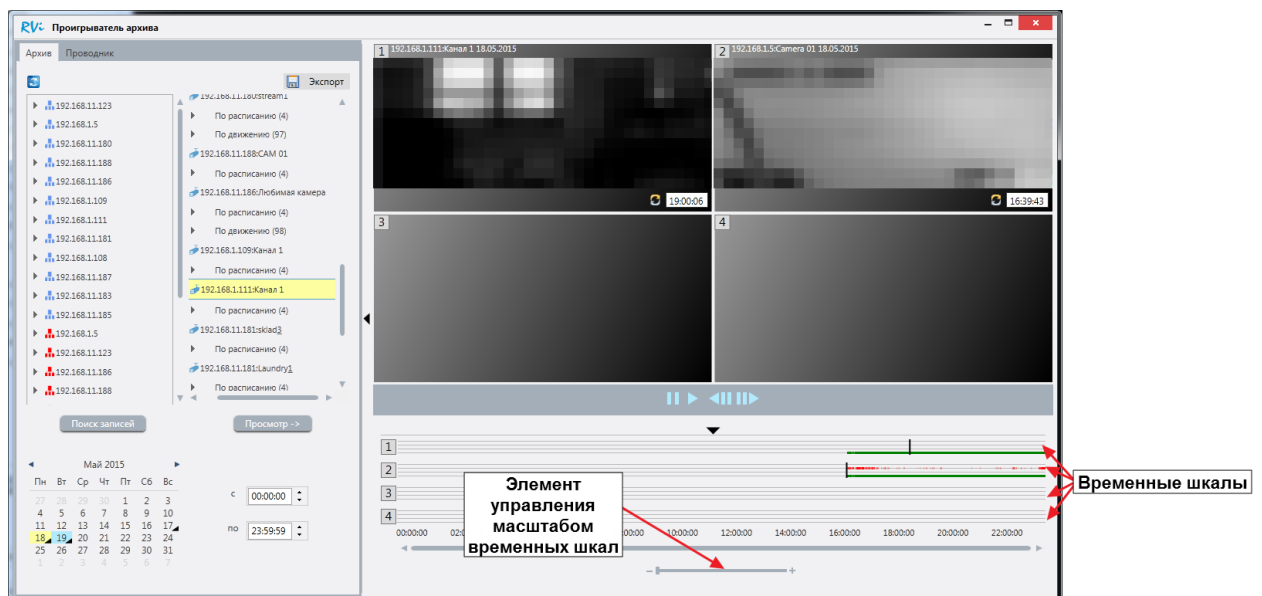 RVi Проигрыватель архива
Архив Проводник
Экспорт
192.168.11.123
192.168.1.5
192.168.11.180
192.168.11.188
192.168.11.186
192.168.1.109
192.168.1.111
192.168.11.181
192.168.1.108
192.168.11.187
192.168.11.183
192.168.11.185
192.168.1.5
192.168.11.123
192.168.11.186
192.168.11.188
192.168.11.180:stream1
По расписанию (4)
По движению (97)
192.168.11.188:CAM 01
По расписанию (4)
192.168.11.186:Любимая камера
По расписанию (4)
По движению (98)
192.168.1.109:Канал 1
По расписанию (4)
192.168.1.111:Канал 1
По расписанию (4)
192.168.11.181:sklad3
По расписанию (4)
192.168.11.181:Laundry1
По расписанию (4)
Поиск записей
Просмотр ->
Май 2015
Пн Вт Ср Чт Пт Сб Вс
27 28 29 30 1 2 3
4 5 6 7 8 9 10
11 12 13 14 15 16 17
18 19 20 21 22 23 24
25 26 27 28 29 30 31
1 2 3 4 5 6 7
с 00:00:00
по 23:59:59
1 192.168.1.111:Канал 1 18.05.2015
19:00:06
2 192.168.1.5:Camera 01 18.05.2015
16:39:43
3
4
1
2
3
4
00:00:00 02: 00:00 10:00:00 12:00:00 14:00:00 16:00:00 18:00:00 20:00:00 22:00:00
Элемент
управления
масштабом
временных шкал
Временные шкалы